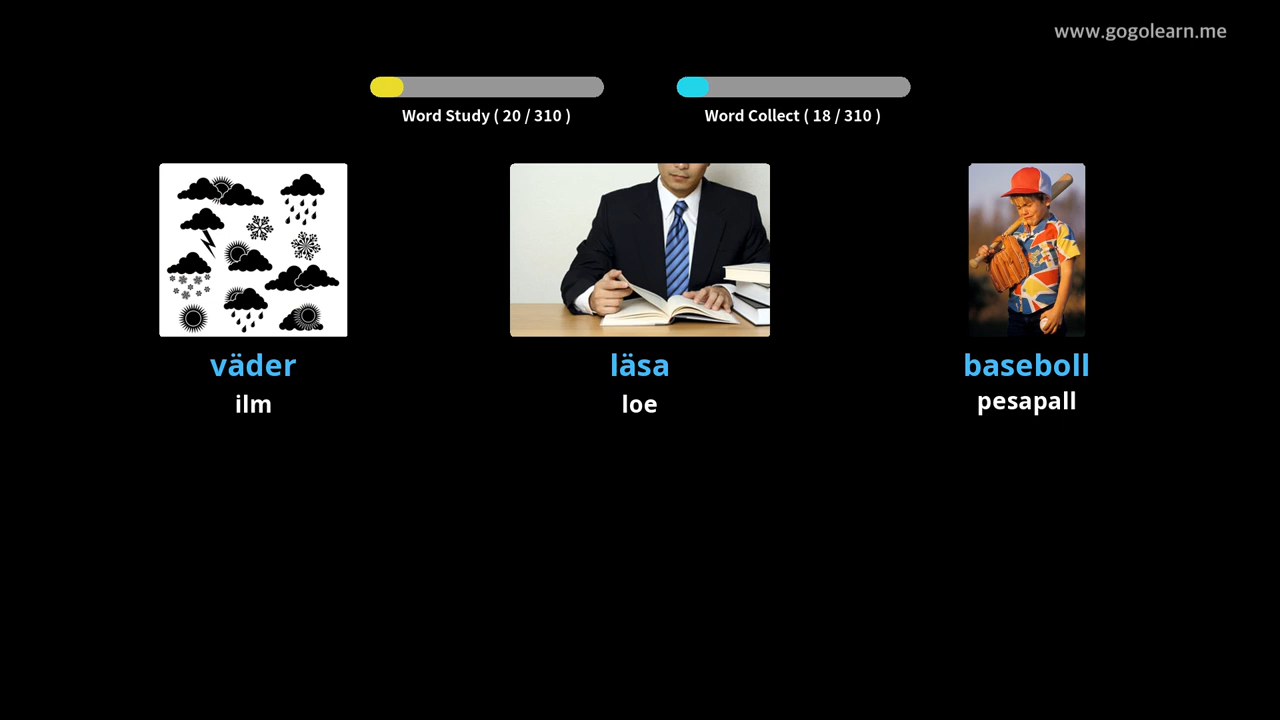 www.gogolearn.me
Word Study ( 20 / 310 )
Word Collect ( 18 / 310 )
väder
ilm
läsa
loe
baseboll
pesapall